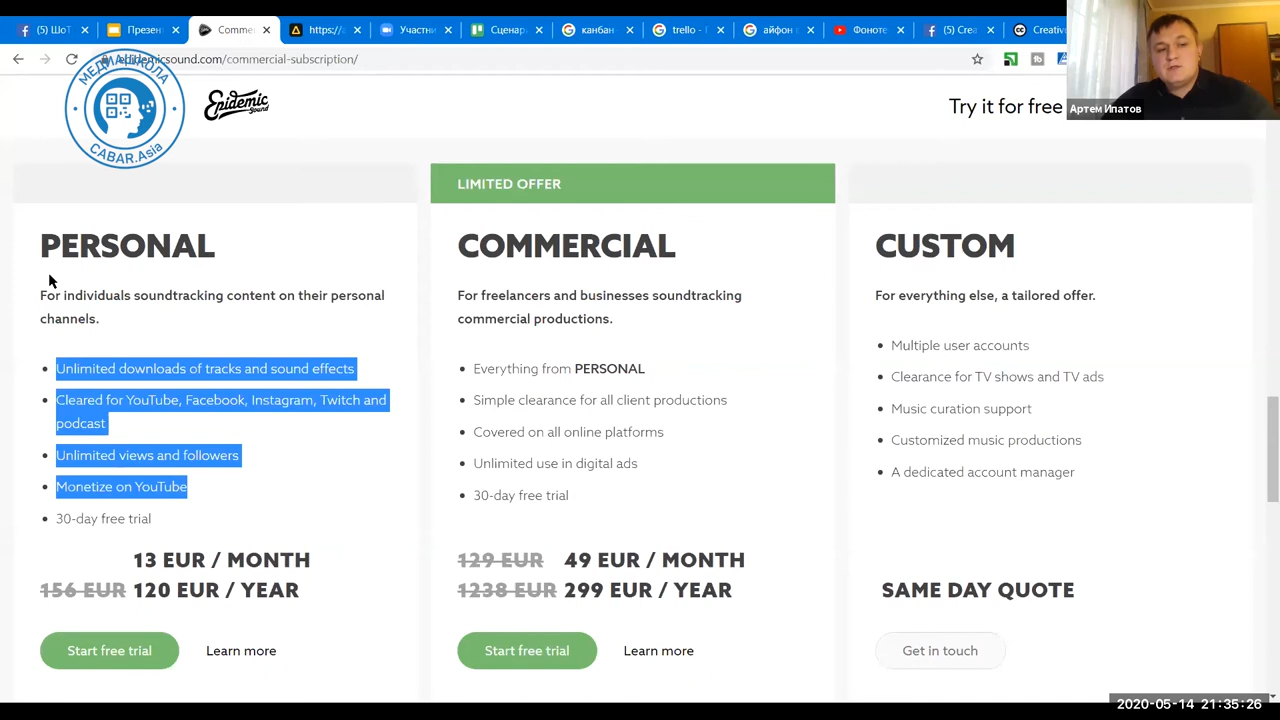 (5) ШоТ
Презент
Comme
https://
Участни
Сценар
канбан
trello - Г
айфон
Фоноте
(5) Crea
Creativ
epidemicsound.com/commercial-subscription/
МЕДИАШКОЛА
CABAR.Asia
Epidemic
Sound
Try it for free
Артем Ипатов
PERSONAL
For individuals soundtracking content on their personal
channels.
Unlimited downloads of tracks and sound effects
Cleared for YouTube, Facebook, Instagram, Twitch and
podcast
Unlimited views and followers
Monetize on YouTube
30-day free trial
13 EUR / MONTH
156 EUR 120 EUR / YEAR
Start free trial
Learn more
LIMITED OFFER
COMMERCIAL
For freelancers and businesses soundtracking
commercial productions.
Everything from PERSONAL
Simple clearance for all client productions
Covered on all online platforms
Unlimited use in digital ads
30-day free trial
129 EUR 49 EUR / MONTH
1238 EUR 299 EUR / YEAR
Start free trial
Learn more
CUSTOM
For everything else, a tailored offer.
Multiple user accounts
Clearance for TV shows and TV ads
Music curation support
Customized music productions
A dedicated account manager
SAME DAY QUOTE
Get in touch
2020-05-14 21:35:26